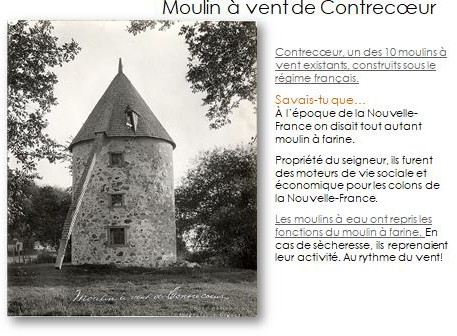 Moulin à vent de Contrecœur
Contrecœur, un des 10 moulins à
vent existants, construits sous le
régime français.
Savais-tu que…
À l'époque de la Nouvelle-
France on disait tout autant
moulin à farine.
Propriété du seigneur, ils furent
des moteurs de vie sociale et
économique pour les colons de
la Nouvelle-France.
Les moulins à eau ont repris les
fonctions du moulin à farine. En
cas de sècheresse, ils reprenaient
leur activité. Au rythme du vent!
Moulin à vent de Contrecœur